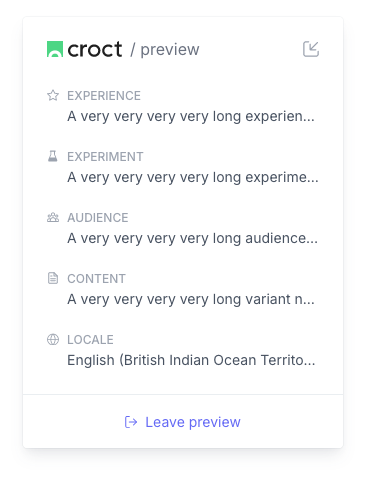 croct / preview
EXPERIENCE
A very very very very long experien...
EXPERIMENT
A very very very very long experime...
AUDIENCE
A very very very very long audience...
CONTENT
A very very very very long variant n...
LOCALE
English (British Indian Ocean Territo...
Leave preview